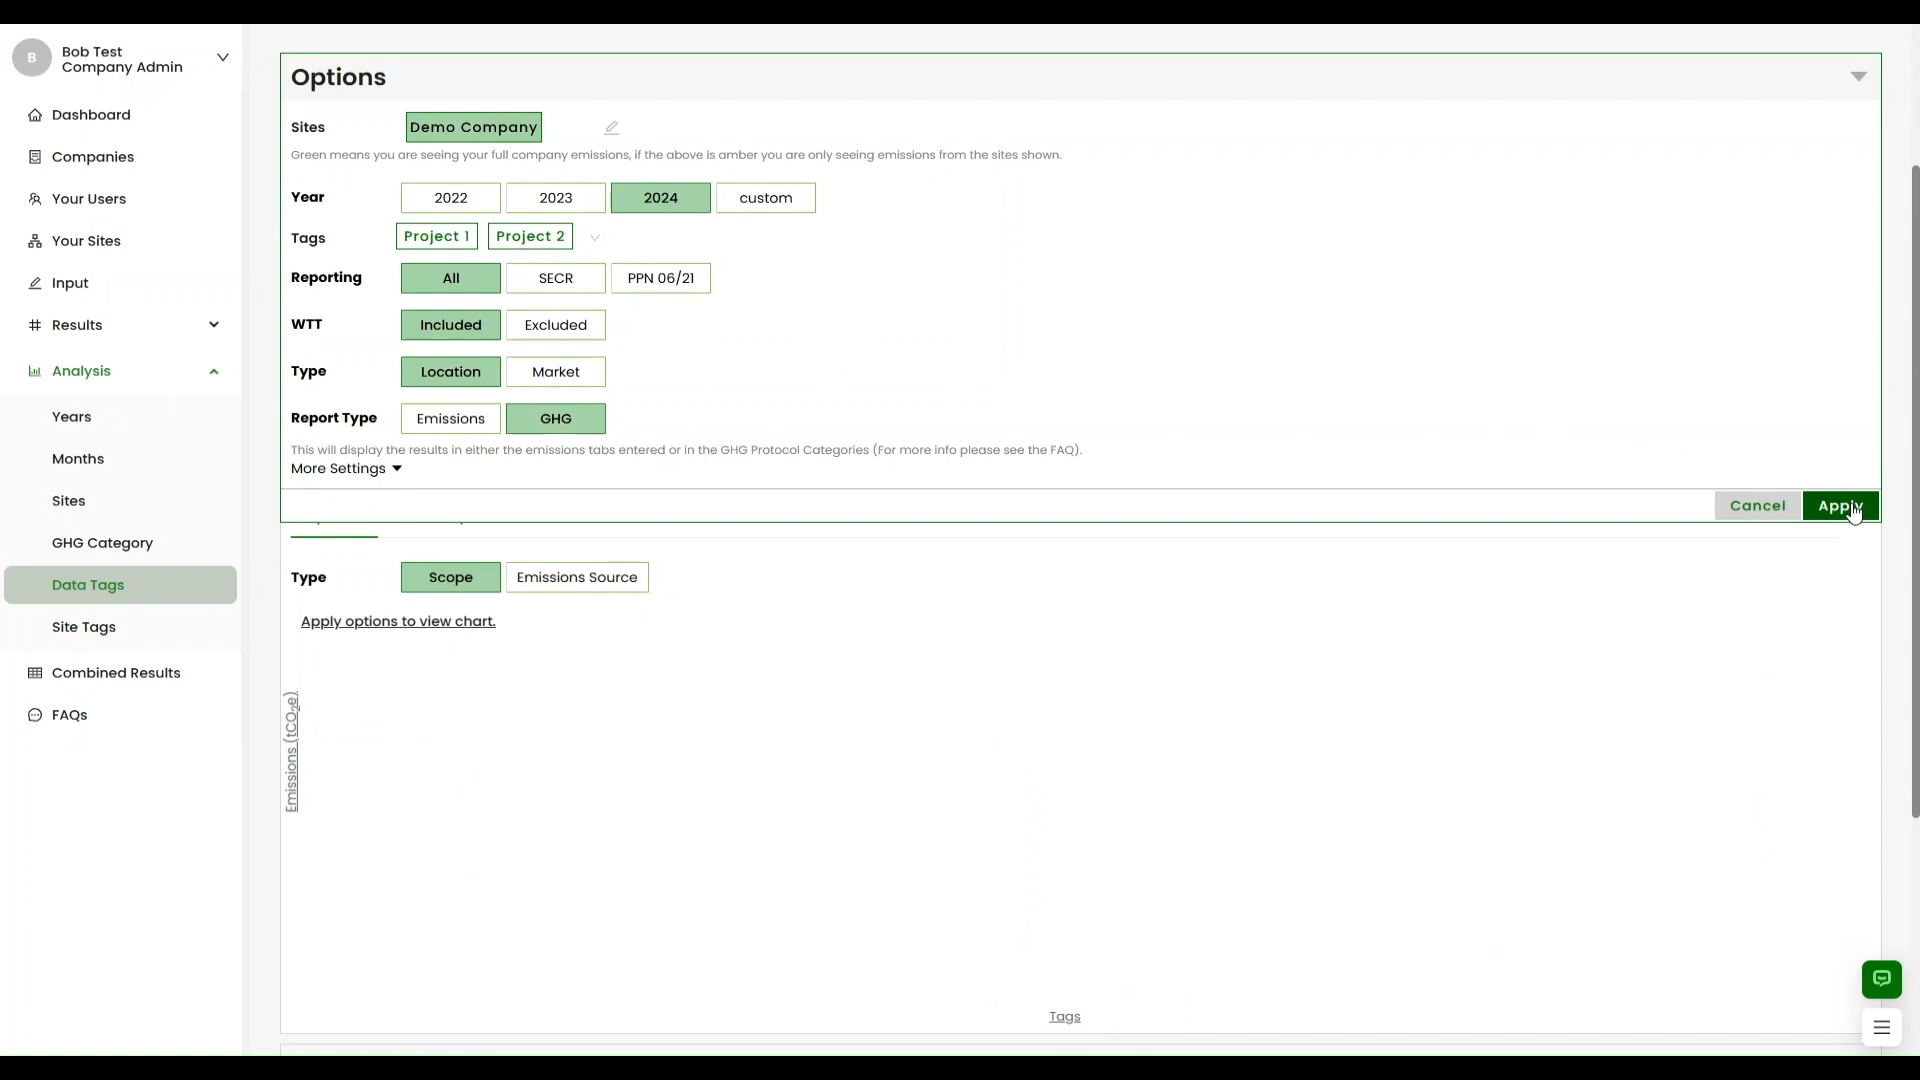 B
Bob Test
Company Admin
Dashboard
Companies
Your Users
Your Sites
Input
Results
Analysis
Years
Months
Sites
GHG Category
Data Tags
Site Tags
Combined Results
FAQs
Options
Sites Demo Company
Green means you are seeing your full company emissions, if the above is amber you are only seeing emissions from the sites shown.
Year 2022 2023 2024 custom
Tags Project 1 Project 2
Reporting All SECR PPN 06/21
WTT Included Excluded
Type Location Market
Report Type Emissions GHG
This will display the results in either the emissions tabs entered or in the GHG Protocol Categories (For more info please see the FAQ).
More Settings
Cancel Apply
Type Scope Emissions Source
Apply options to view chart.
Emissions (tCO₂e)
Tags